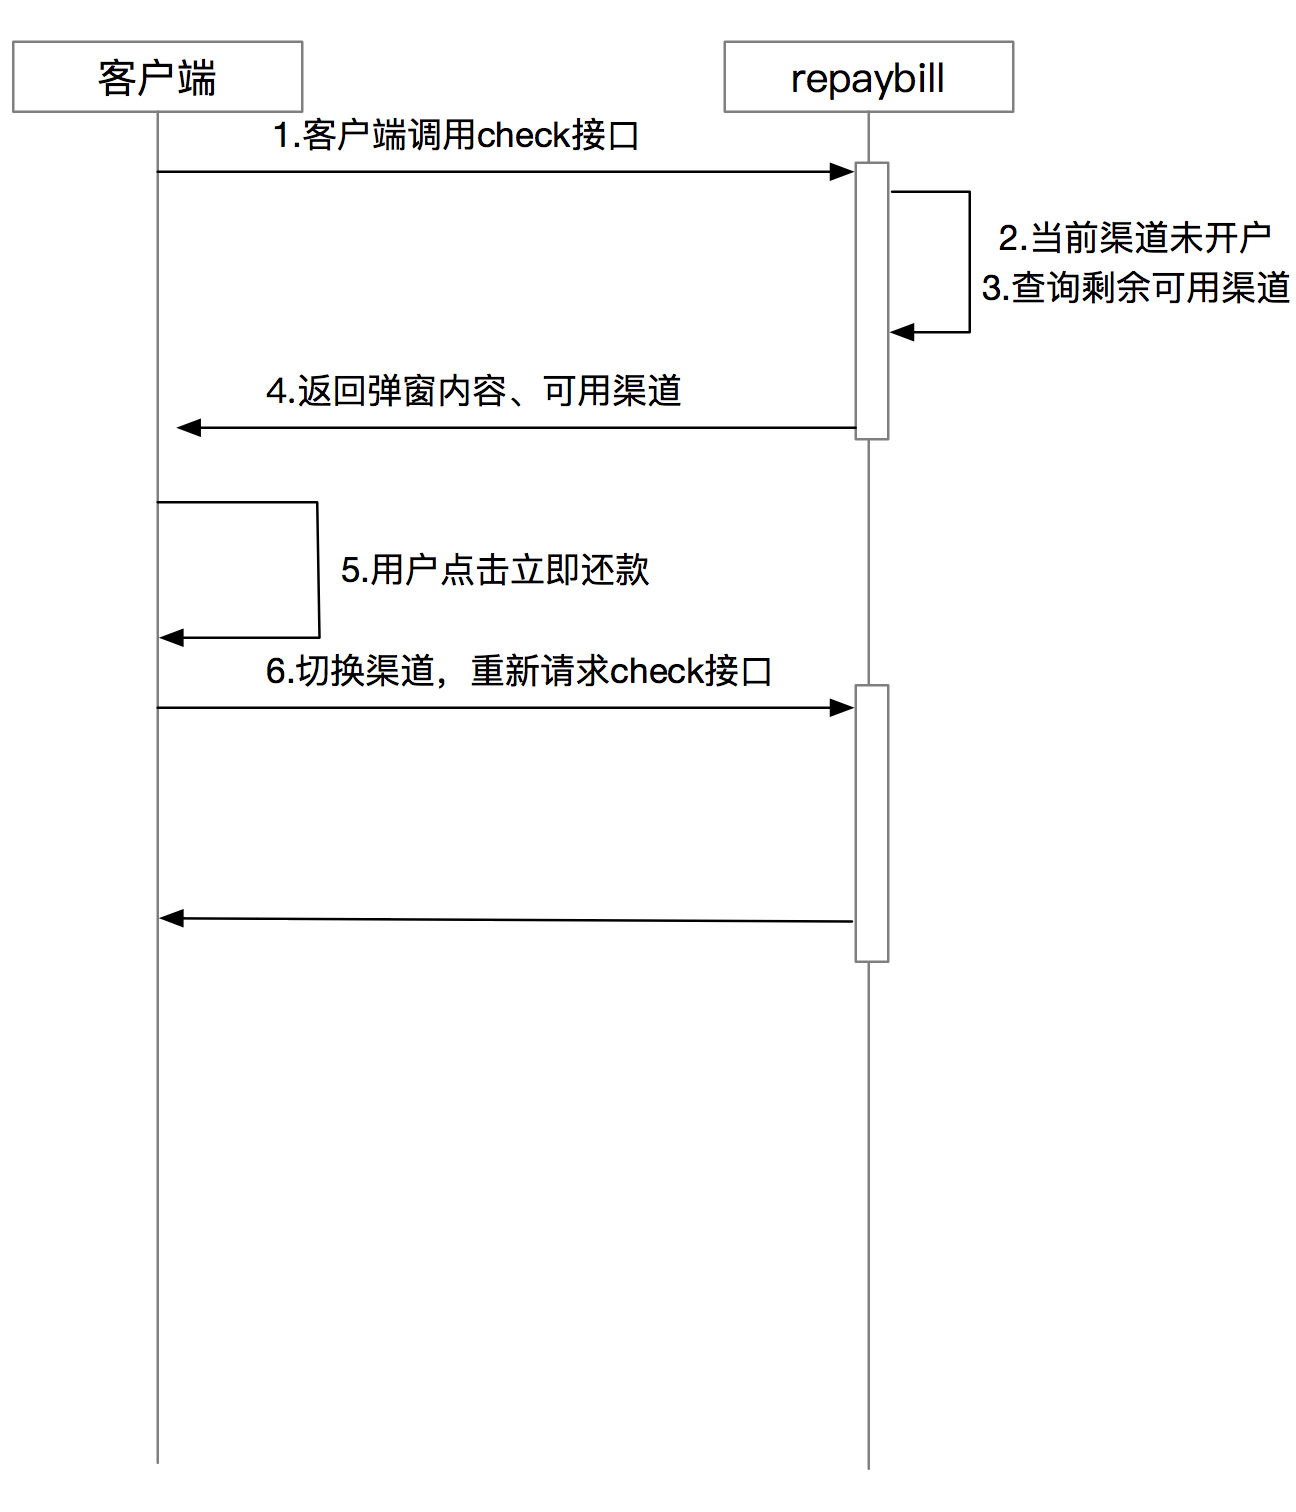 客户端
repaybill
1.客户端调用check接口
2.当前渠道未开户
3.查询剩余可用渠道
4.返回弹窗内容、可用渠道
5.用户点击立即还款
6.切换渠道，重新请求check接口